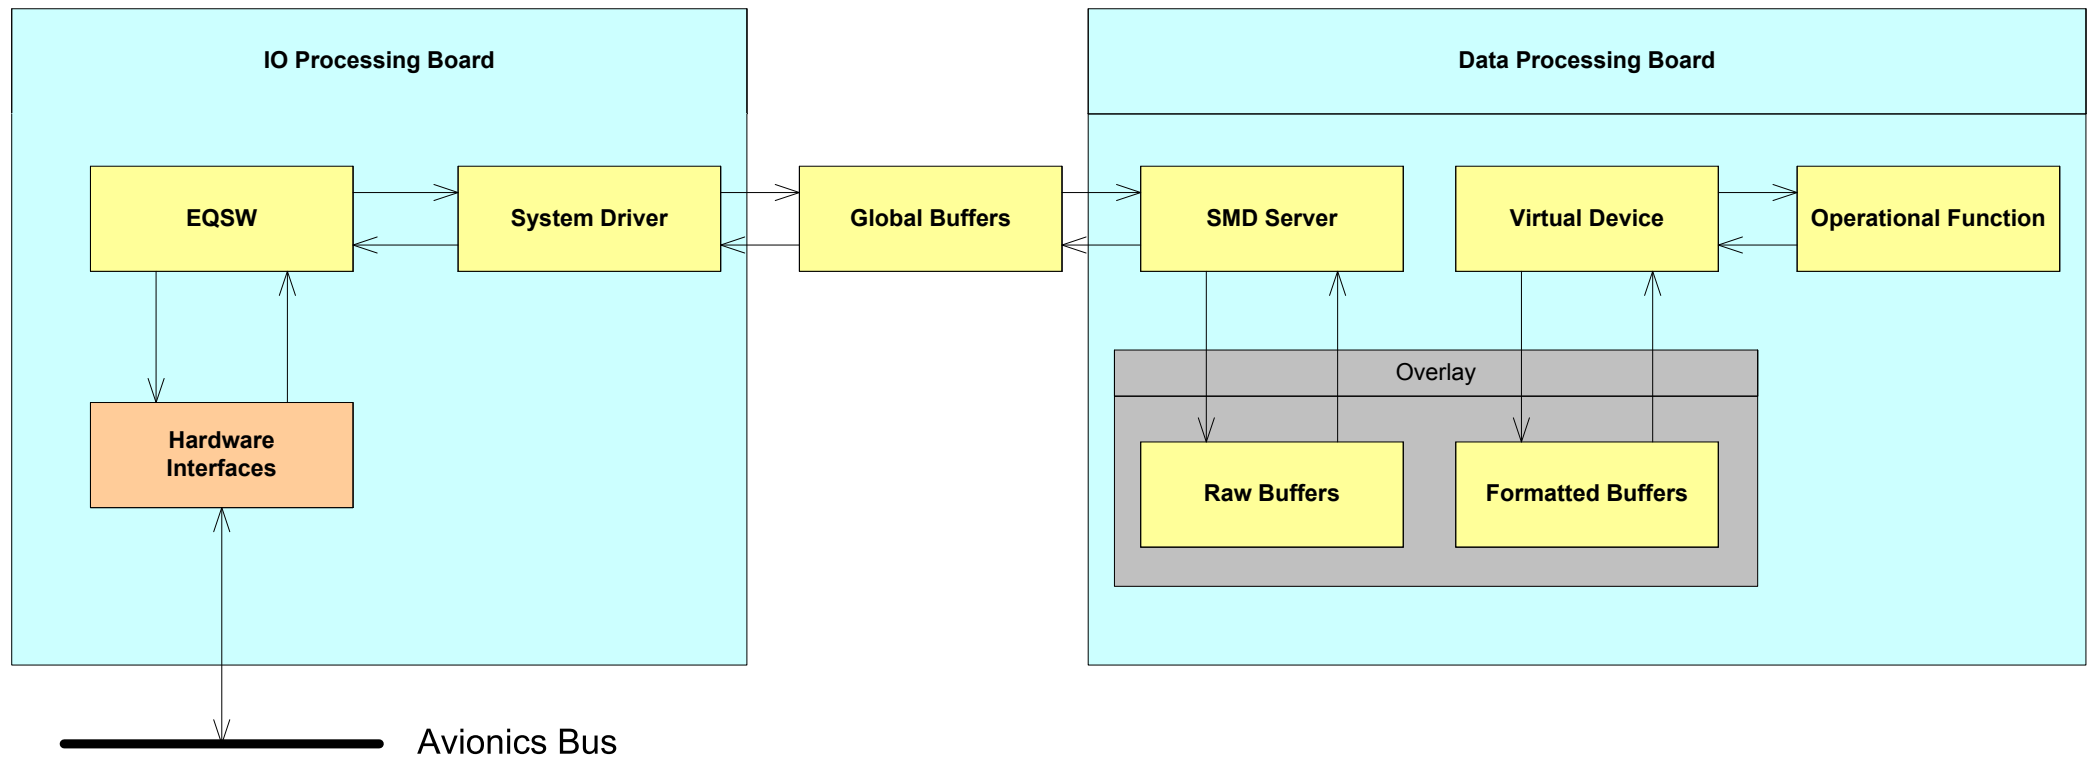 IO Processing Board
Data Processing Board
EQSW
System Driver
Global Buffers
SMD Server
Virtual Device
Operational Function
Overlay
Hardware
Interfaces
Raw Buffers
Formatted Buffers
Avionics Bus